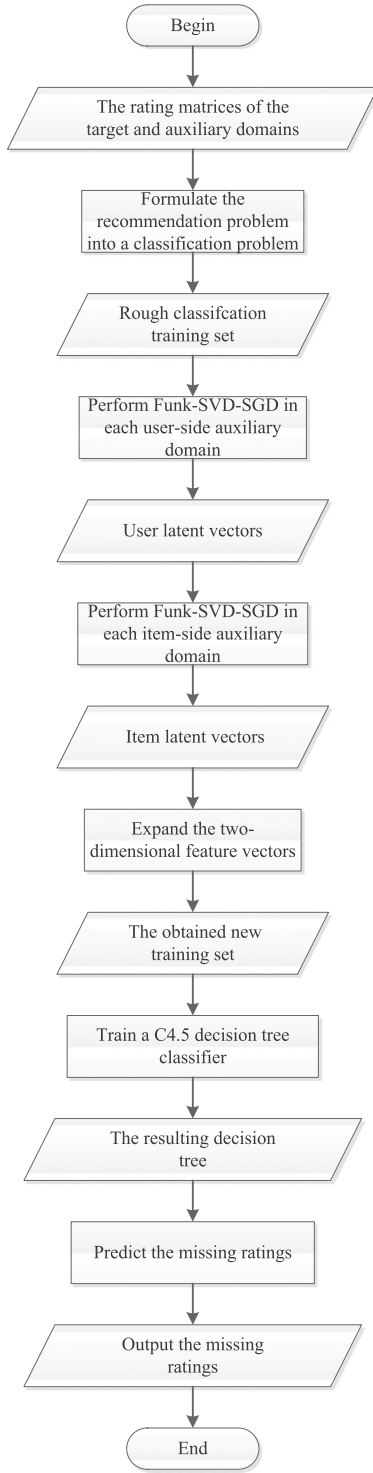 Begin
The rating matrices of the
target and auxiliary domains
Formulate the
recommendation problem
into a classification problem
Rough classifcation
training set
Perform Funk-SVD-SGD in
each user-side auxiliary
domain
User latent vectors
Perform Funk-SVD-SGD in
each item-side auxiliary
domain
Item latent vectors
Expand the two-
dimensional feature vectors
The obtained new
training set
Train a C4.5 decision tree
classifier
The resulting decision
tree
Predict the missing ratings
Output the missing
ratings
End